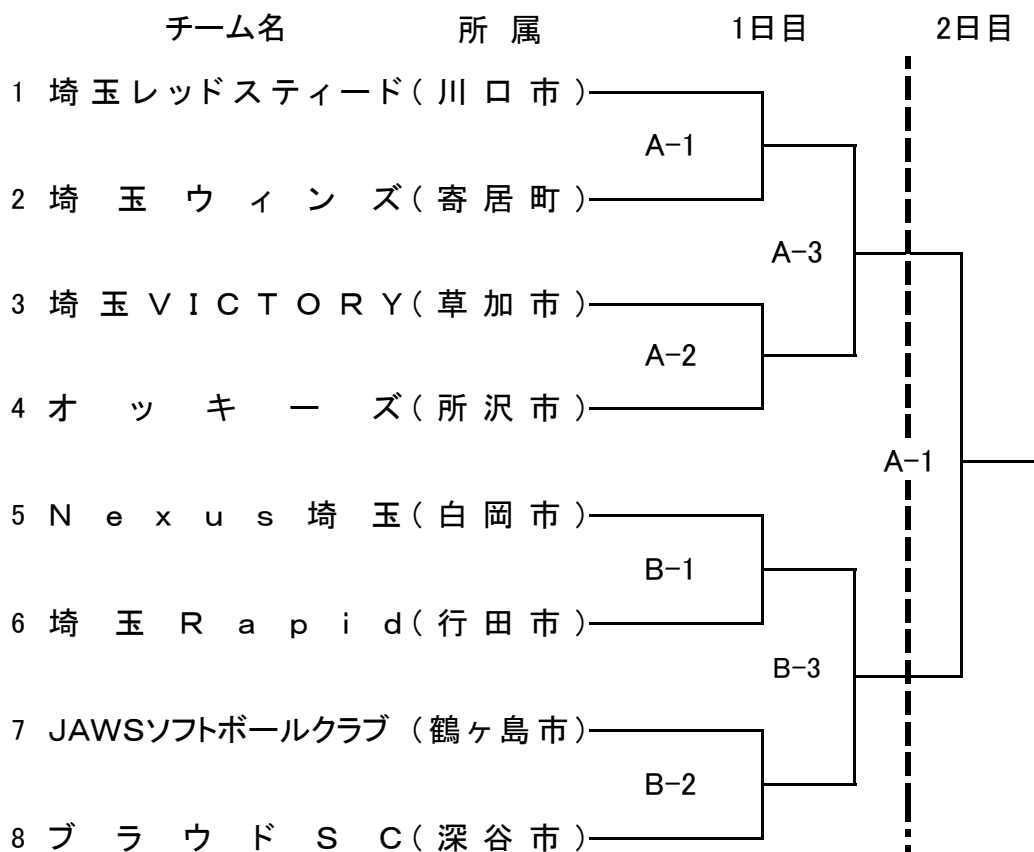 チーム名 所属 1日目 2日目
1 埼玉レッドスティード(川口市)
A-1
2 埼玉ウィンズ(寄居町)
A-3
3 埼玉VICTORY(草加市)
A-2
4 オッキーズ(所沢市)
A-1
5 Nexus埼玉(白岡市)
B-1
6 埼玉Rapid(行田市)
B-3
7 JAWSソフトボールクラブ(鶴ヶ島市)
B-2
8 ブラウドSC(深谷市)